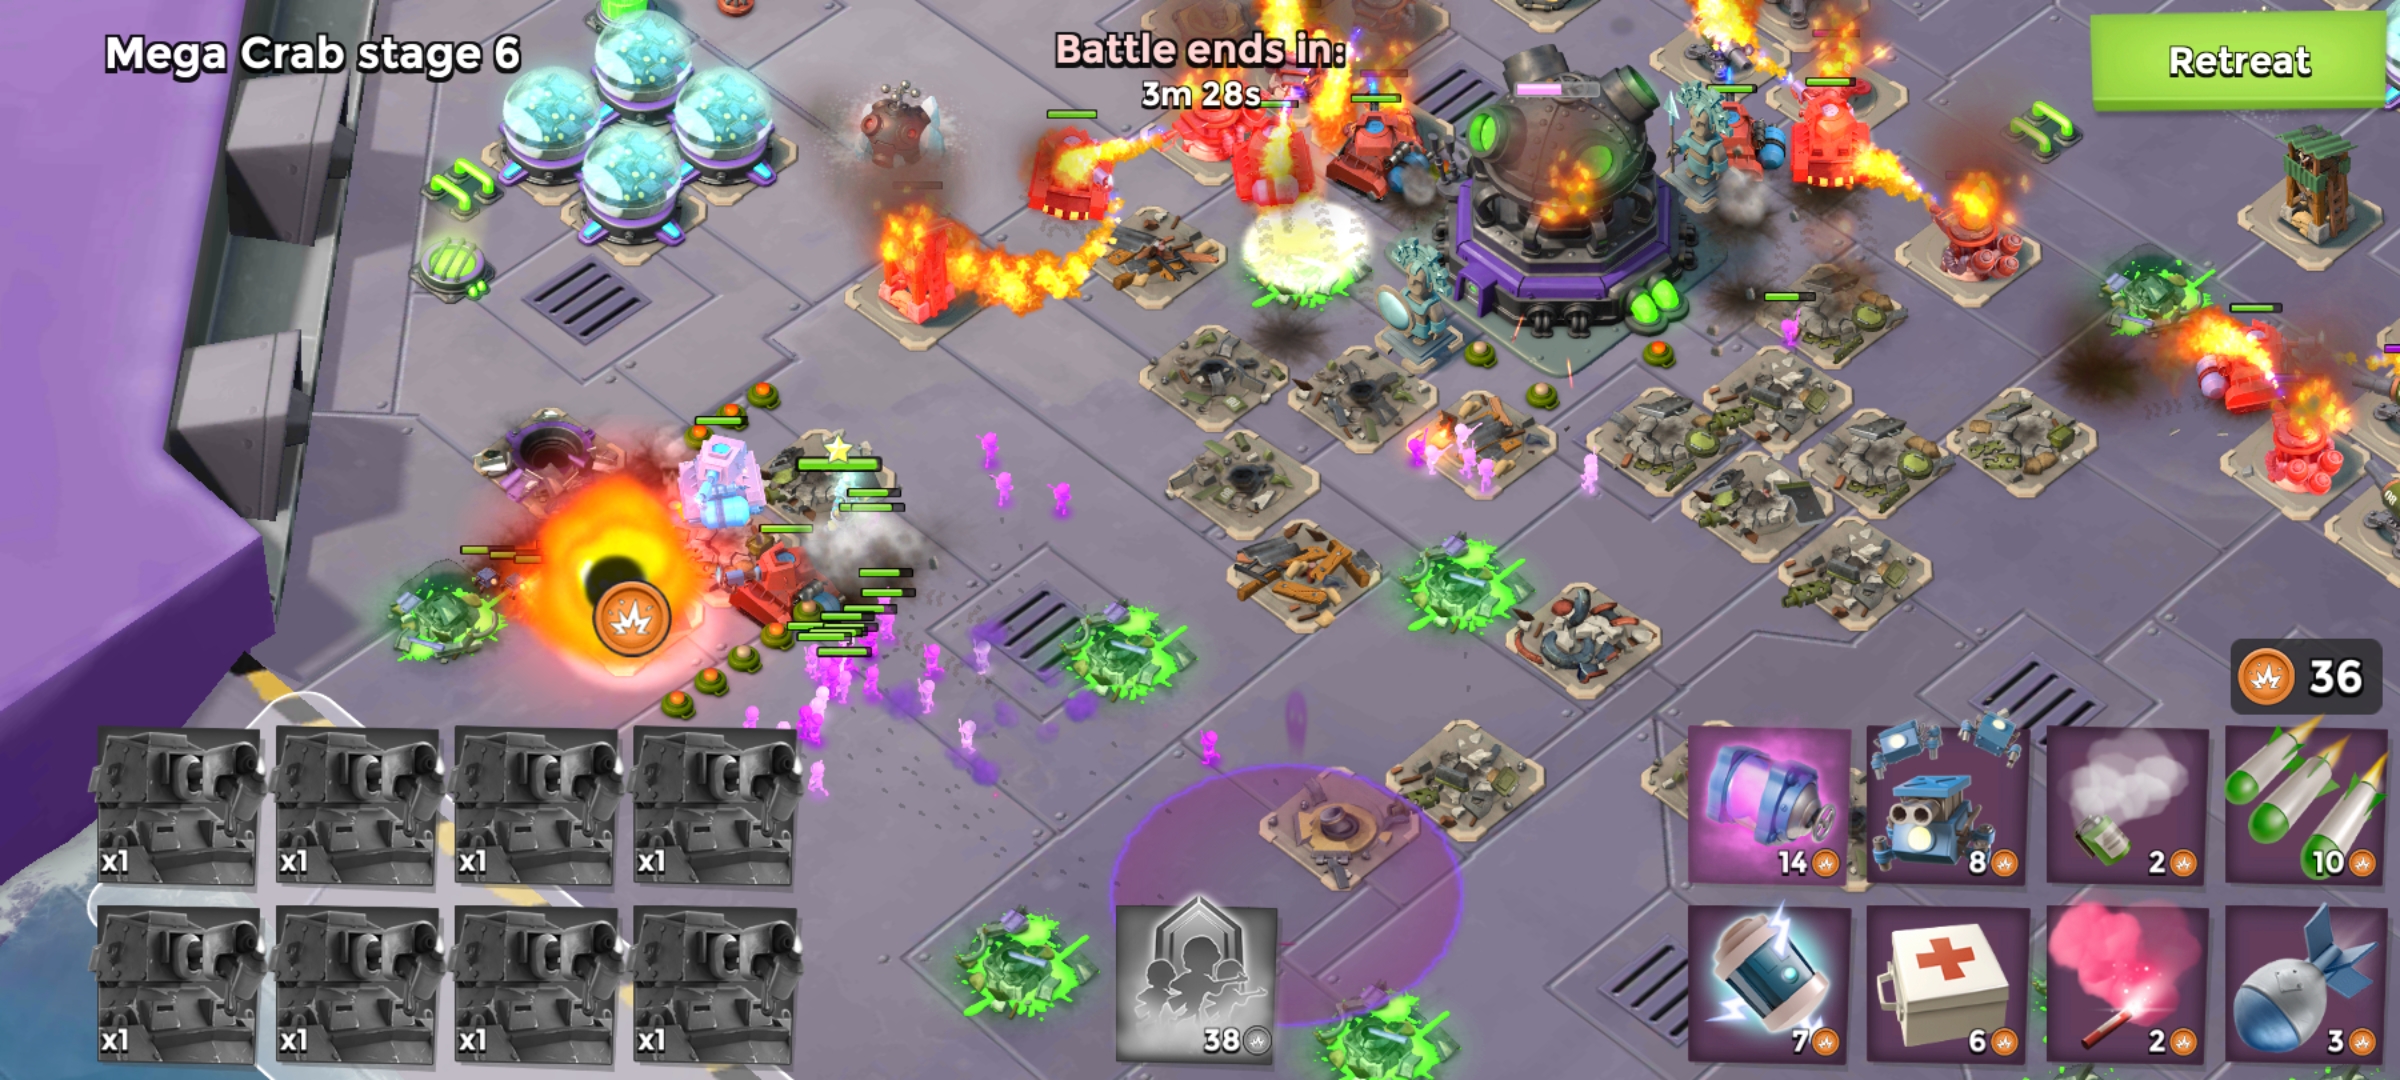 Mega Crab stage 6
Battle ends in:
3m 28s
Retreat
36
x1
x1
x1
x1
14
8
2
10
x1
x1
x1
x1
38
7
6
2
3